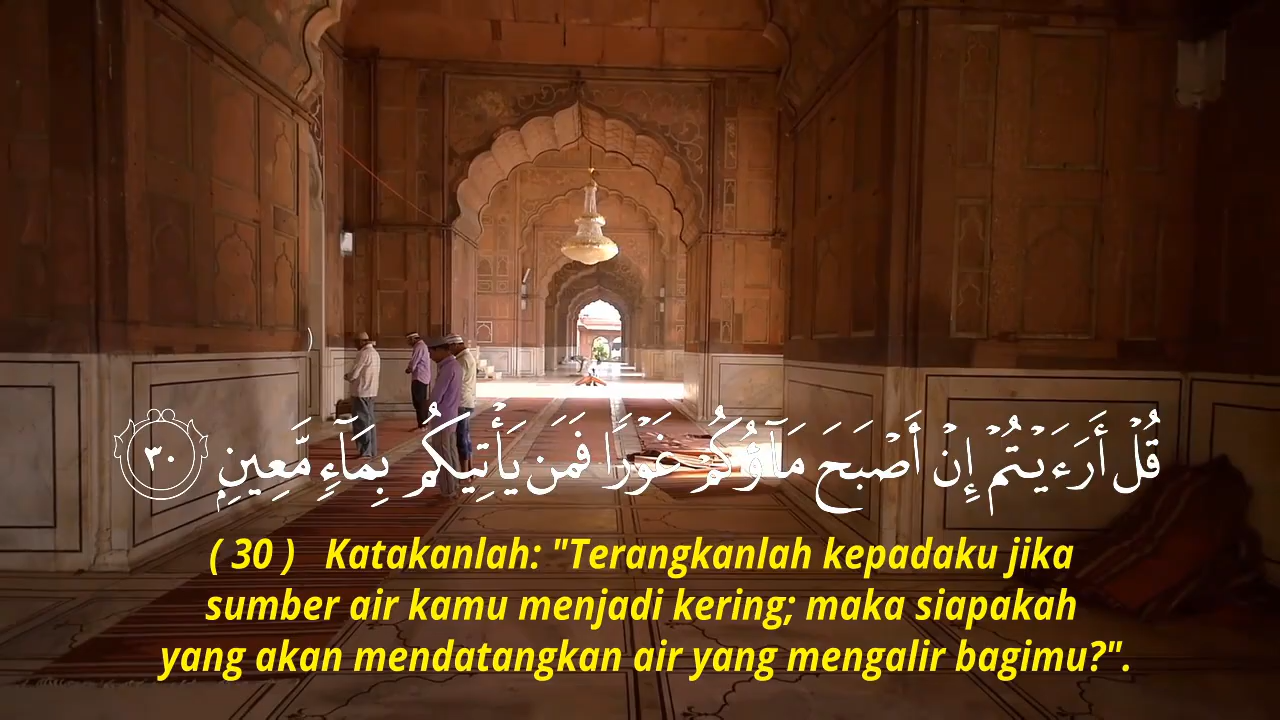 قُلْ أَرَءَيْتُمْ إِنْ أَصْبَحَ مَآؤُكُمْ غَوْرًا فَمَن يَأْتِيكُم بِمَآءٍ مَّعِينٍۭ ٣٠
( 30 ) Katakanlah: "Terangkanlah kepadaku jika
sumber air kamu menjadi kering; maka siapakah
yang akan mendatangkan air yang mengalir bagimu?".